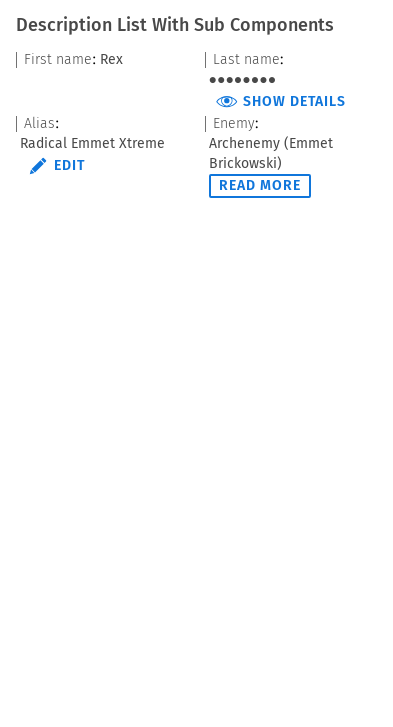 Description List With Sub Components
First name: Rex
Last name:
●●●●●●●●
SHOW DETAILS
Alias:
Radical Emmet Xtreme
EDIT
Enemy:
Archenemy (Emmet
Brickowski)
READ MORE